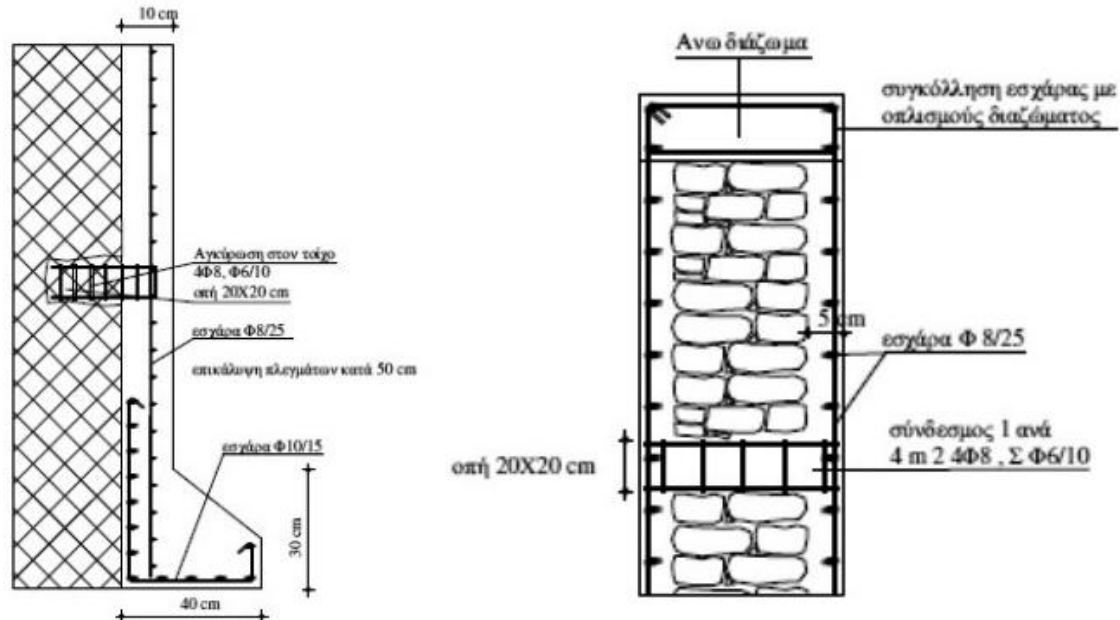 10 cm
Αγκύρωση στον τοίχο
4Φ8, Φ6/10
οπή 20X20 cm
εσχάρα Φ8/25
επικάλυψη πλεγμάτων κατά 50 cm
εσχάρα Φ10/15
30 cm
40 cm
Ανω διάζωμα
συγκόλληση εσχάρας με
οπλισμούς διαζώματος
5 cm
εσχάρα Φ 8/25
σύνδεσμος 1 ανά
4 m 2 4Φ8 , Σ Φ6/10
οπή 20X20 cm